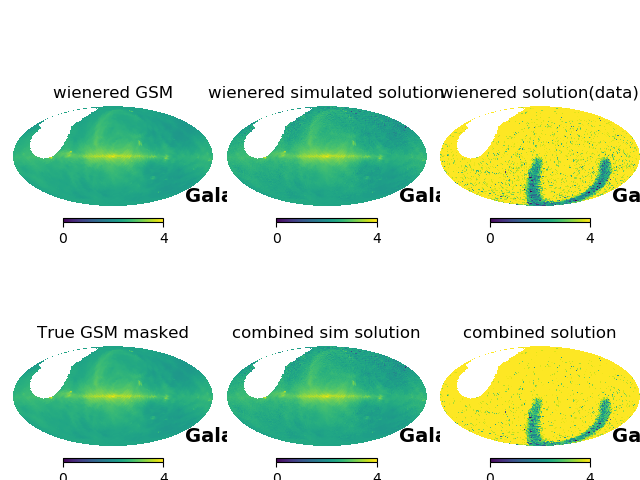 wienered GSM
wienered simulated solution
wienered solution(data)
Gala
Gala
Ga
0 4
0 4
0 4
True GSM masked
combined sim solution
combined solution
Gala
Gala
Ga
0 4
0 4
0 4